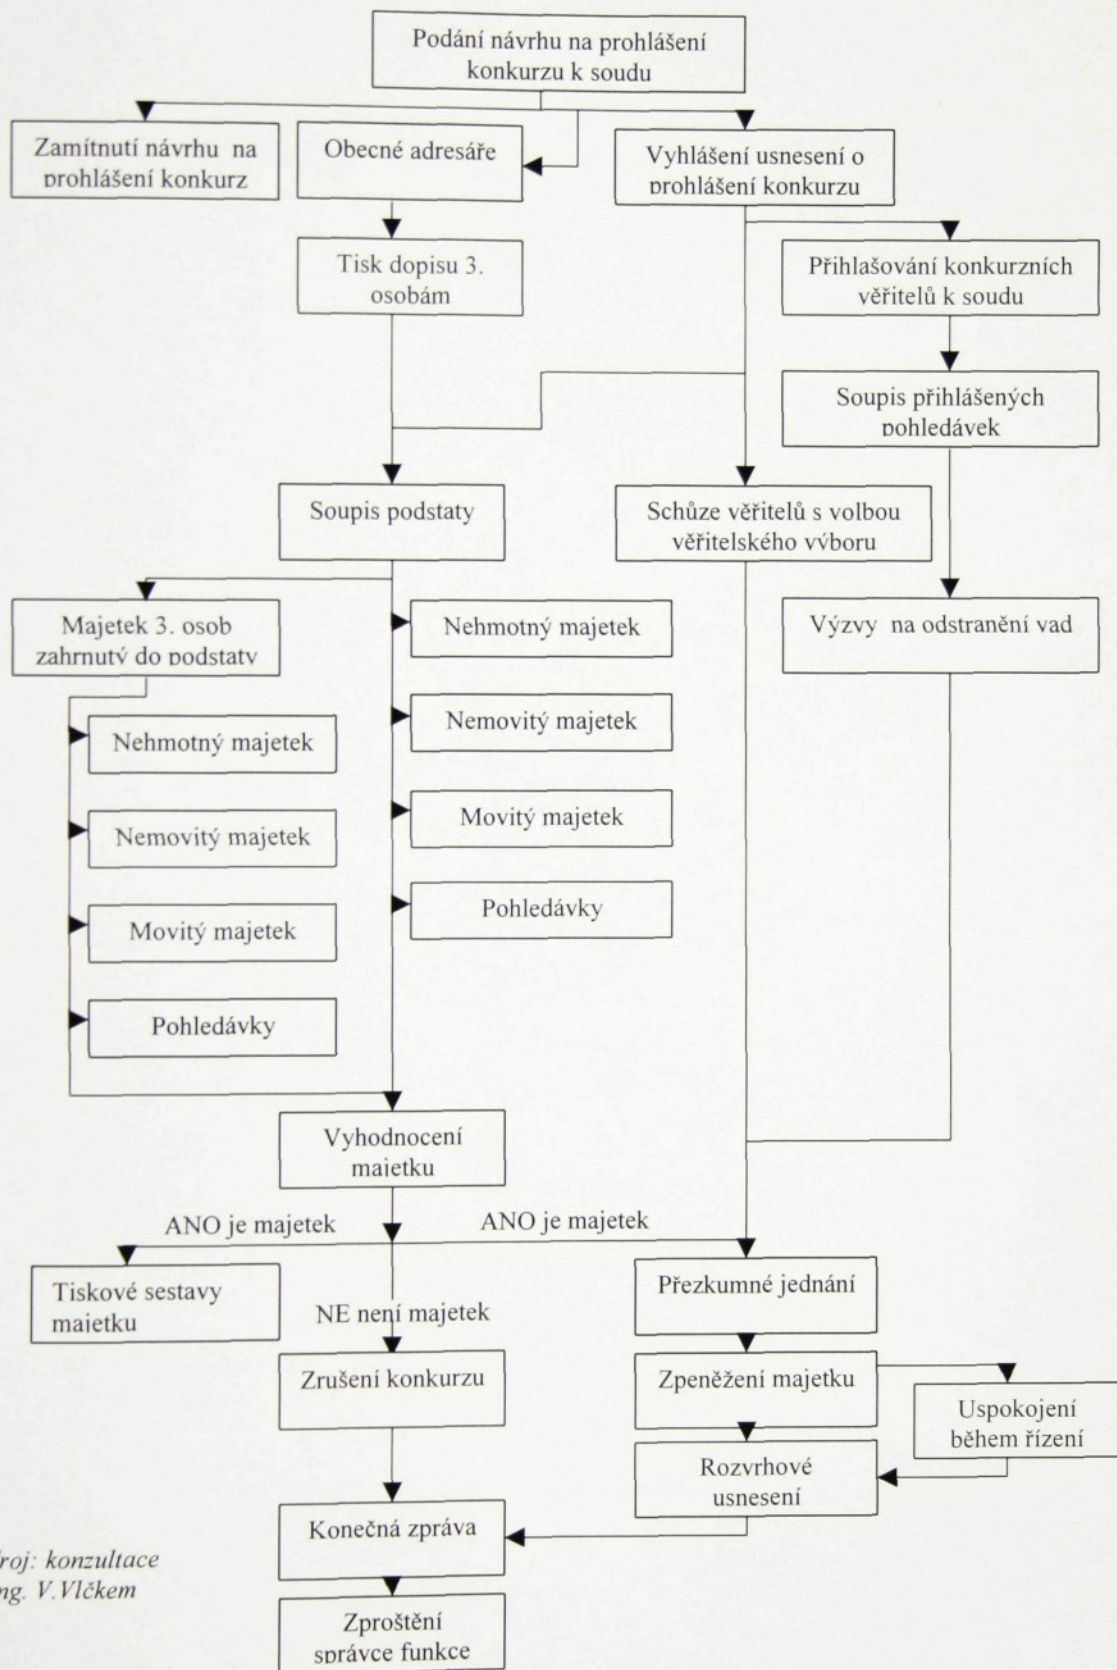 Podání návrhu na prohlášení
konkurzu k soudu
Zamítnutí návrhu na
prohlášení konkurz
Obecné adresáře
Vyhlášení usnesení o
prohlášení konkurzu
Tisk dopisu 3.
osobám
Přihlašování konkurzních
věřitelů k soudu
Soupis přihlášených
pohledávek
Soupis podstaty
Schůze věřitelů s volbou
věřitelského výboru
Majetek 3. osob
zahrnutý do podstaty
Nehmotný majetek
Výzvy na odstranění vad
Nehmotný majetek
Nemovitý majetek
Nemovitý majetek
Movitý majetek
Movitý majetek
Pohledávky
Pohledávky
Vyhodnocení
majetku
ANO je majetek
ANO je majetek
Tiskové sestavy
majetku
NE není majetek
Přezkumné jednání
Zrušení konkurzu
Zpeněžení majetku
Uspokojení
během řízení
Rozvrhové
usnesení
Konečná zpráva
roj: konzultace
ng. V.Vlčkem
Zproštění
správce funkce